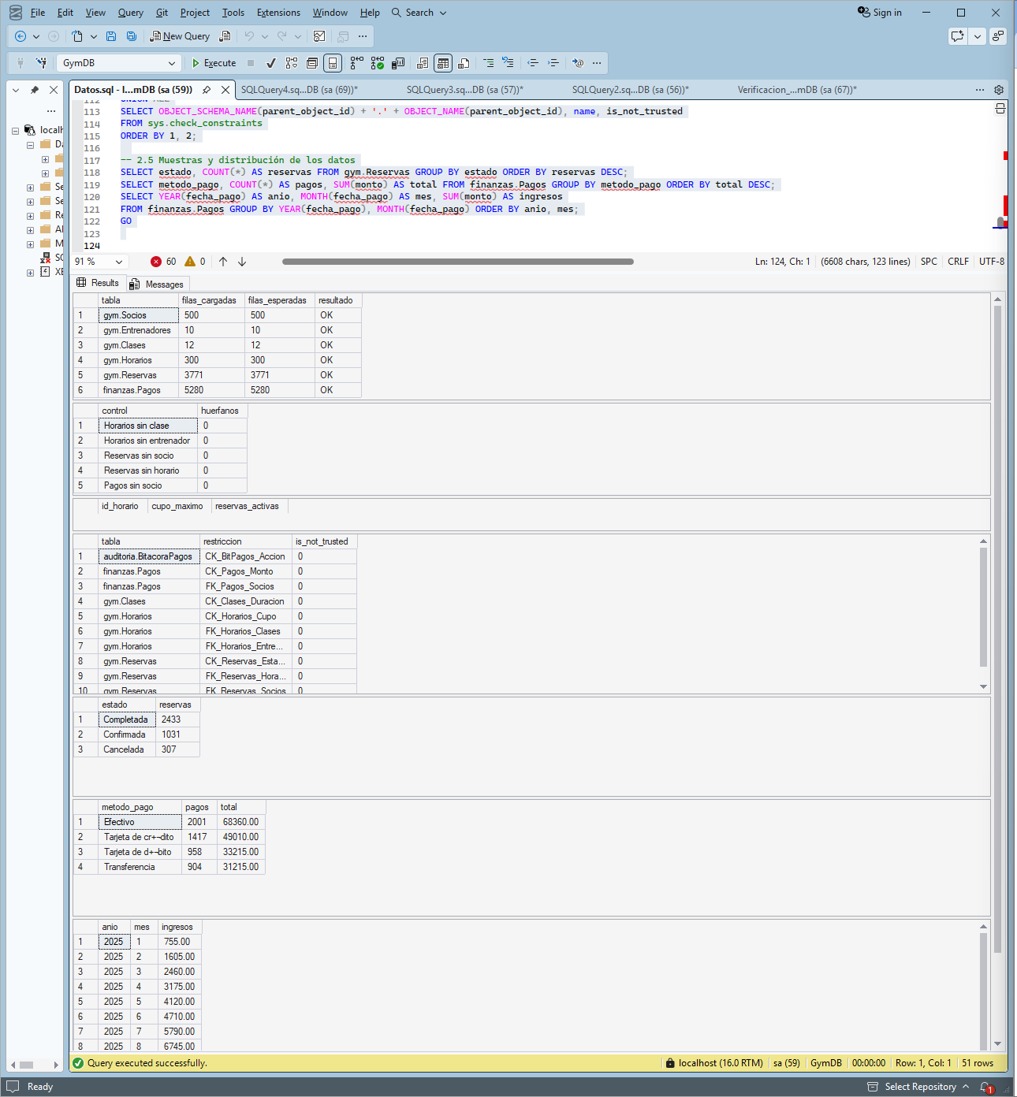 File Edit View Query Git Project Tools Extensions Window Help Search Sign in
New Query
GymDB Execute
Datos.sql - l...mDB (sa (59)) SQLQuery4.sq...DB (sa (69))* SQLQuery3.sq...DB (sa (57))* SQLQuery2.sq...DB (sa (56))* Verificacion_...mDB (sa (67))*
113 SELECT OBJECT_SCHEMA_NAME(parent_object_id) + '.' + OBJECT_NAME(parent_object_id), name, is_not_trusted
114 FROM sys.check_constraints
115 ORDER BY 1, 2;
116
117 -- 2.5 Muestras y distribución de los datos
118 SELECT estado, COUNT(*) AS reservas FROM gym.Reservas GROUP BY estado ORDER BY reservas DESC;
119 SELECT metodo_pago, COUNT(*) AS pagos, SUM(monto) AS total FROM finanzas.Pagos GROUP BY metodo_pago ORDER BY total DESC;
120 SELECT YEAR(fecha_pago) AS anio, MONTH(fecha_pago) AS mes, SUM(monto) AS ingresos
121 FROM finanzas.Pagos GROUP BY YEAR(fecha_pago), MONTH(fecha_pago) ORDER BY anio, mes;
122 GO
123
124
91 % 60 0 Ln: 124, Ch: 1 (6608 chars, 123 lines) SPC CRLF UTF-8
Results Messages
tabla filas_cargadas filas_esperadas resultado
1 gym.Socios 500 500 OK
2 gym.Entrenadores 10 10 OK
3 gym.Clases 12 12 OK
4 gym.Horarios 300 300 OK
5 gym.Reservas 3771 3771 OK
6 finanzas.Pagos 5280 5280 OK
control huerfanos
1 Horarios sin clase 0
2 Horarios sin entrenador 0
3 Reservas sin socio 0
4 Reservas sin horario 0
5 Pagos sin socio 0
id_horario cupo_maximo reservas_activas
tabla restriccion is_not_trusted
1 auditoria.BitacoraPagos CK_BitPagos_Accion 0
2 finanzas.Pagos CK_Pagos_Monto 0
3 finanzas.Pagos FK_Pagos_Socios 0
4 gym.Clases CK_Clases_Duracion 0
5 gym.Horarios CK_Horarios_Cupo 0
6 gym.Horarios FK_Horarios_Clases 0
7 gym.Horarios FK_Horarios_Entre... 0
8 gym.Reservas CK_Reservas_Esta... 0
9 gym.Reservas FK_Reservas_Hora... 0
10 gym.Reservas FK_Reservas_Socios 0
estado reservas
1 Completada 2433
2 Confirmada 1031
3 Cancelada 307
metodo_pago pagos total
1 Efectivo 2001 68360.00
2 Tarjeta de cr+-dito 1417 49010.00
3 Tarjeta de d+-bito 958 33215.00
4 Transferencia 904 31215.00
anio mes ingresos
1 2025 1 755.00
2 2025 2 1605.00
3 2025 3 2460.00
4 2025 4 3175.00
5 2025 5 4120.00
6 2025 6 4710.00
7 2025 7 5790.00
8 2025 8 6745.00
Query executed successfully. localhost (16.0 RTM) sa (59) GymDB 00:00:00 Row: 1, Col: 1 51 rows
Ready Select Repository 1